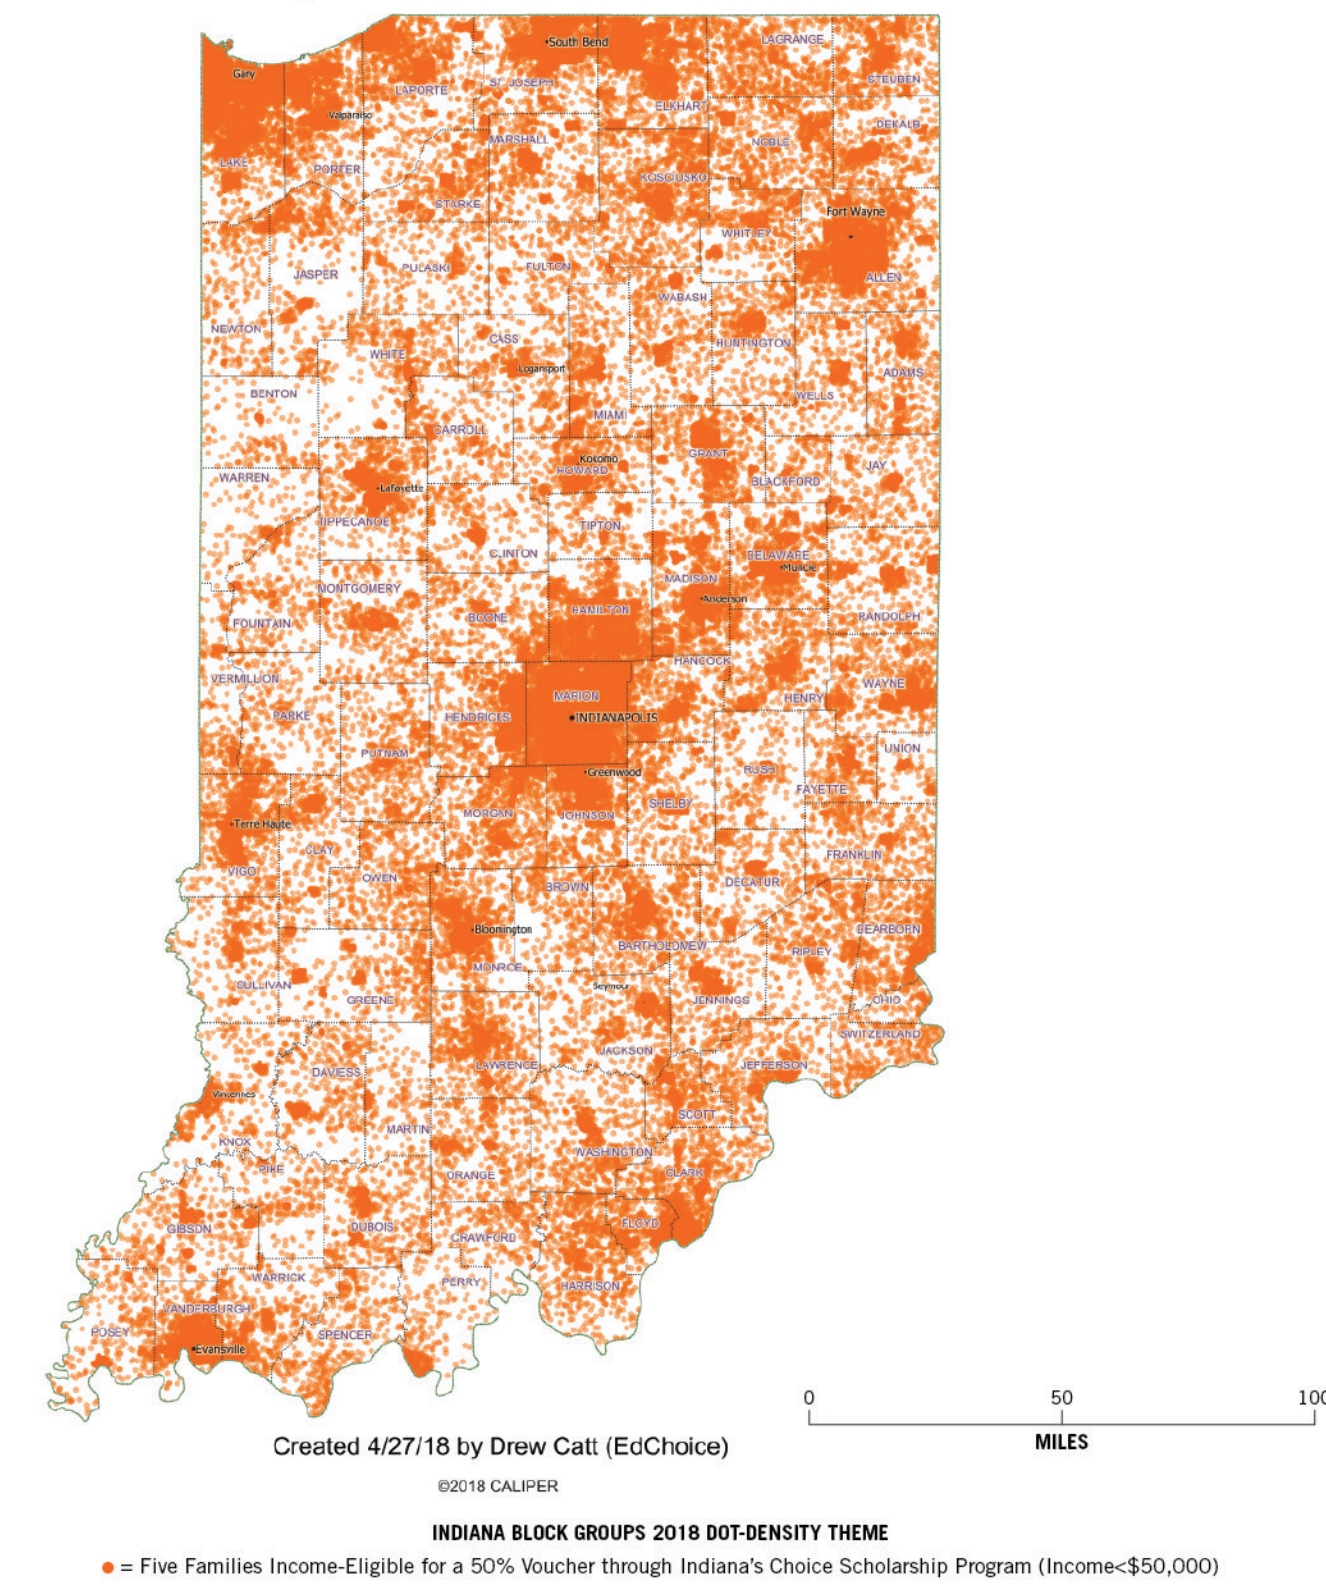 South Bend
LAGRANGE
Gary
STEUBEN
LAPORTE
ST. JOSEPH
ELKHART
Valparaiso
DEKALB
MARSHALL
NOBLE
LAKE
PORTER
KOSCIUSKO
STARKE
Fort Wayne
WHITLEY
JASPER
PULASKI
FULTON
ALLEN
WABASH
NEWTON
HUNTINGTON
CASS
WHITE
Logansport
ADAMS
BENTON
WELLS
MIAMI
CARROLL
GRANT
Kokomo
HOWARD
JAY
WARREN
BLACKFORD
Lafayette
TIPPECANOE
TIPTON
CLINTON
DELAWARE
Muncie
MADISON
MONTGOMERY
Anderson
HAMILTON
BOONE
RANDOLPH
FOUNTAIN
HANCOCK
VERMILLON
WAYNE
MARION
HENRY
PARKE
HENDRICKS
INDIANAPOLIS
UNION
PUTNAM
RUSH
Greenwood
FAYETTE
SHELBY
MORGAN
JOHNSON
Terre Haute
CLAY
FRANKLIN
VIGO
OWEN
DECATUR
BROWN
Bloomington
DEARBORN
BARTHOLOMEW
RIPLEY
MONROE
SULLIVAN
Seymour
GREENE
JENNINGS
OHIO
SWITZERLAND
JACKSON
LAWRENCE
JEFFERSON
DAVIESS
Vincennes
SCOTT
MARTIN
KNOX
WASHINGTON
PIKE
ORANGE
CLARK
GIBSON
DUBOIS
FLOYD
CRAWFORD
WARRICK
PERRY
HARRISON
VANDERBURGH
POSEY
SPENCER
Evansville
0 50 100
MILES
Created 4/27/18 by Drew Catt (EdChoice)
©2018 CALIPER
INDIANA BLOCK GROUPS 2018 DOT-DENSITY THEME
= Five Families Income-Eligible for a 50% Voucher through Indiana's Choice Scholarship Program (Income<$50,000)